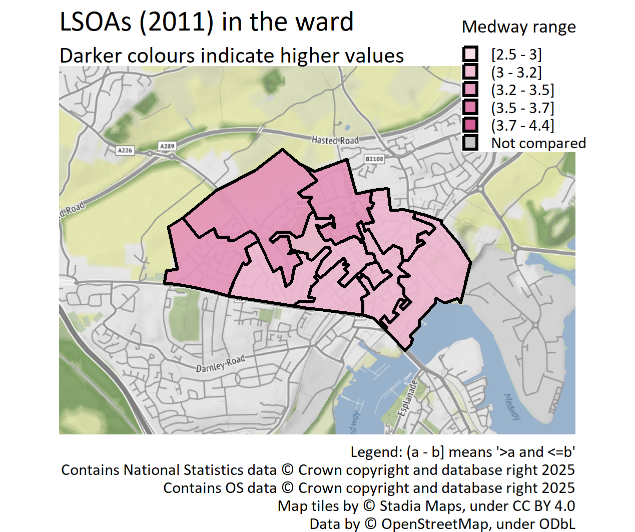 LSOAs (2011) in the ward
Darker colours indicate higher values
Medway range
[2.5 - 3]
(3 - 3.2]
(3.2 - 3.5]
(3.5 - 3.7]
(3.7 - 4.4]
Not compared
Hasted Road
A226
A289
B2108
d Road
Darnley Road
Esplanade
Medway
edway
Legend: (a - b] means '>a and <=b'
Contains National Statistics data © Crown copyright and database right 2025
Contains OS data © Crown copyright and database right 2025
Map tiles by © Stadia Maps, under CC BY 4.0
Data by © OpenStreetMap, under ODbL